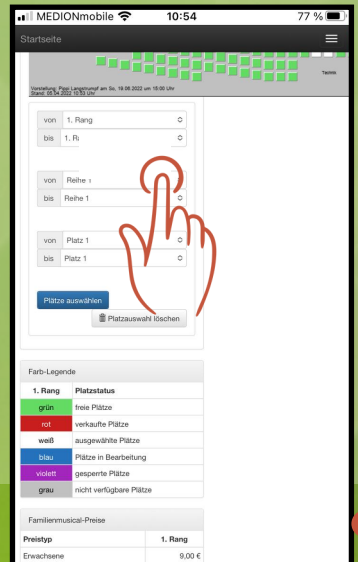 MEDIONmobile 10:54 77 %
Startseite
Technik
Vorstellung: Pippi Langstrumpf am So, 19.06.2022 um 15:00 Uhr
Stand: 05.04.2022 10:53 Uhr
von 1. Rang
bis 1. R
von Reihe
bis Reihe 1
von Platz 1
bis Platz 1
Plätze auswählen
Platzauswahl löschen
Farb-Legende
1. Rang Platzstatus
grün freie Plätze
rot verkaufte Plätze
weiß ausgewählte Plätze
blau Plätze in Bearbeitung
violett gesperrte Plätze
grau nicht verfügbare Plätze
Familienmusical-Preise
Preistyp 1. Rang
Erwachsene 9,00 €